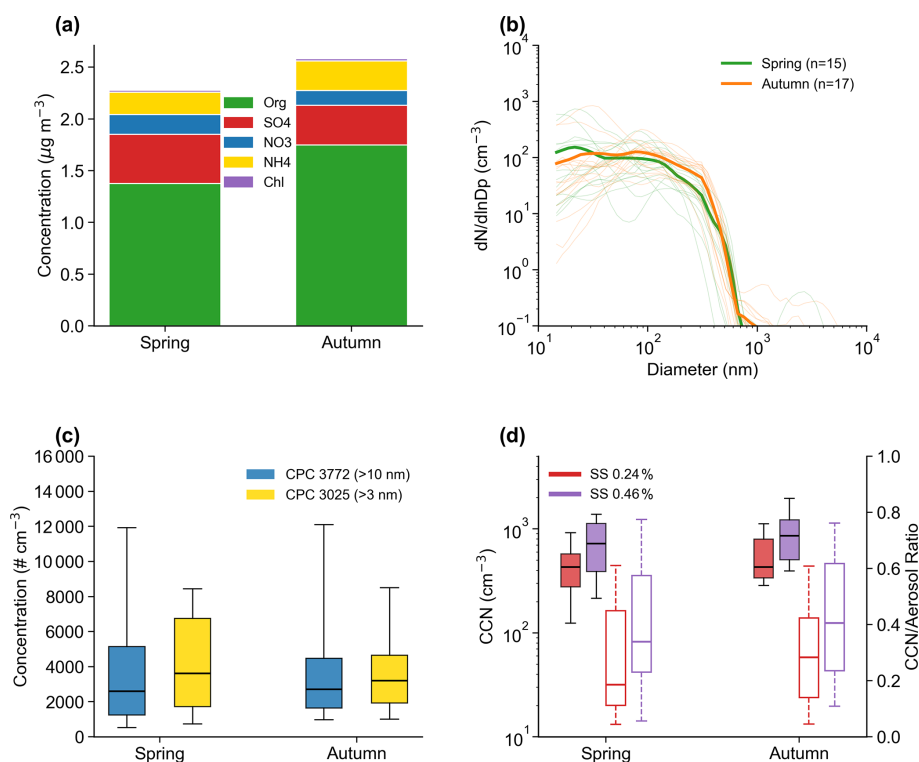 (a)
Concentration (μg m⁻³)
2.5
2.0
1.5
1.0
0.5
0.0
Org
SO4
NO3
NH4
Chl
Spring
Autumn
(b)
dN/dlnDp (cm⁻³)
10⁴
10³
10²
10¹
10⁰
10⁻¹
Spring (n=15)
Autumn (n=17)
10¹
10²
10³
10⁴
Diameter (nm)
(c)
Concentration (# cm⁻³)
16 000
14 000
12 000
10 000
8000
6000
4000
2000
0
CPC 3772 (>10 nm)
CPC 3025 (>3 nm)
Spring
Autumn
(d)
CCN (cm⁻³)
10³
10²
10¹
SS 0.24 %
SS 0.46 %
1.0
0.8
0.6
0.4
0.2
0.0
CCN/Aerosol Ratio
Spring
Autumn